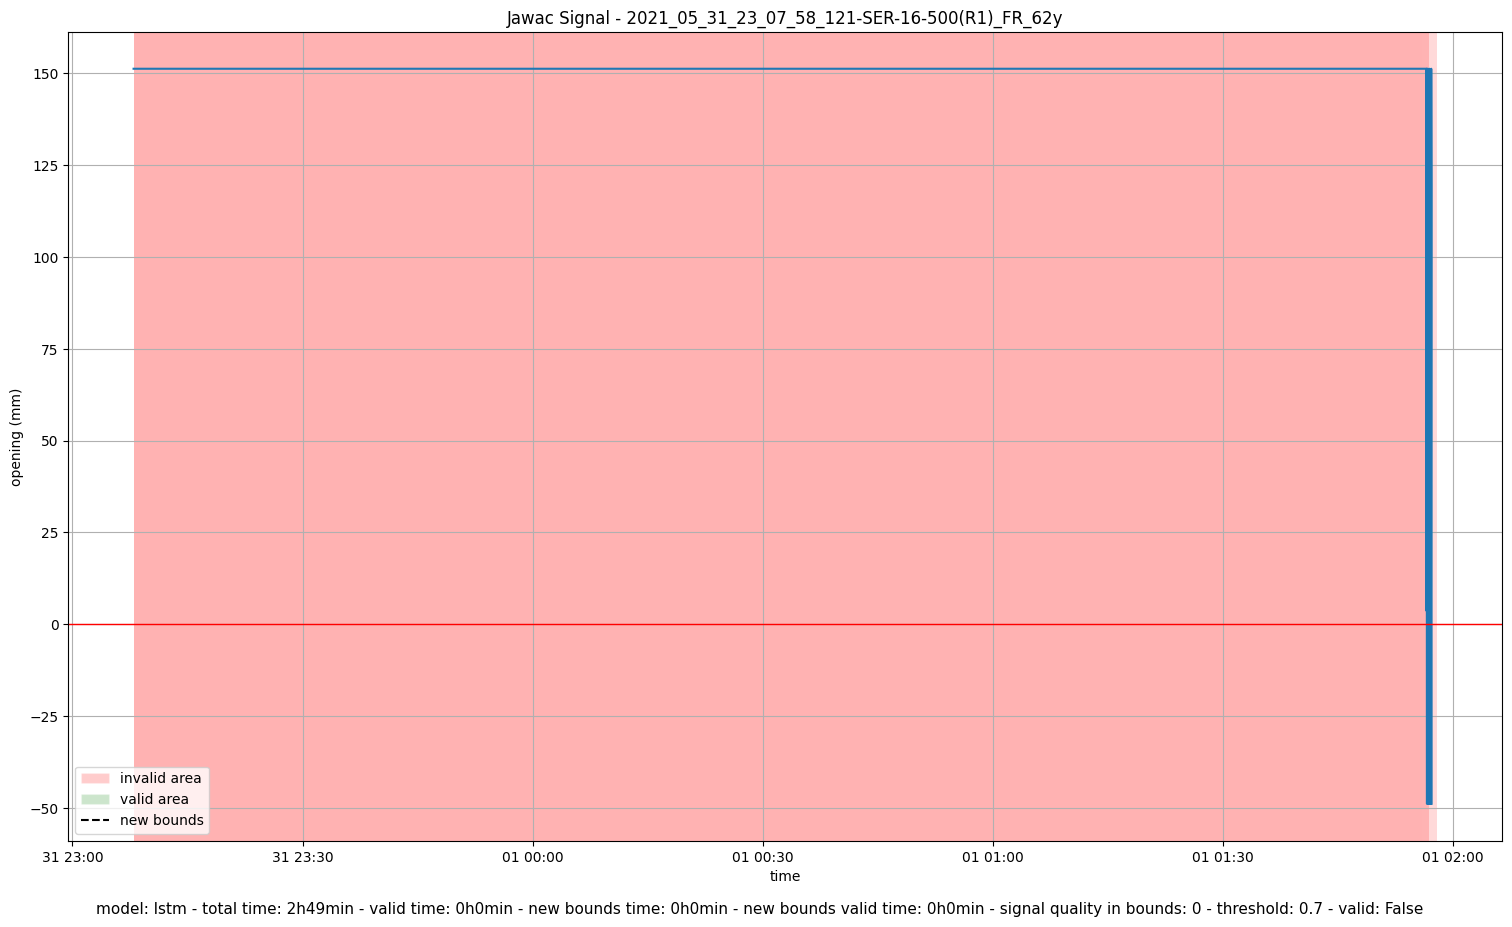 Jawac Signal - 2021_05_31_23_07_58_121-SER-16-500(R1)_FR_62y
150
125
100
75
50
25
0
−25
−50
opening (mm)
invalid area
valid area
new bounds
31 23:00
31 23:30
01 00:00
01 00:30
01 01:00
01 01:30
01 02:00
time
model: lstm - total time: 2h49min - valid time: 0h0min - new bounds time: 0h0min - new bounds valid time: 0h0min - signal quality in bounds: 0 - threshold: 0.7 - valid: False